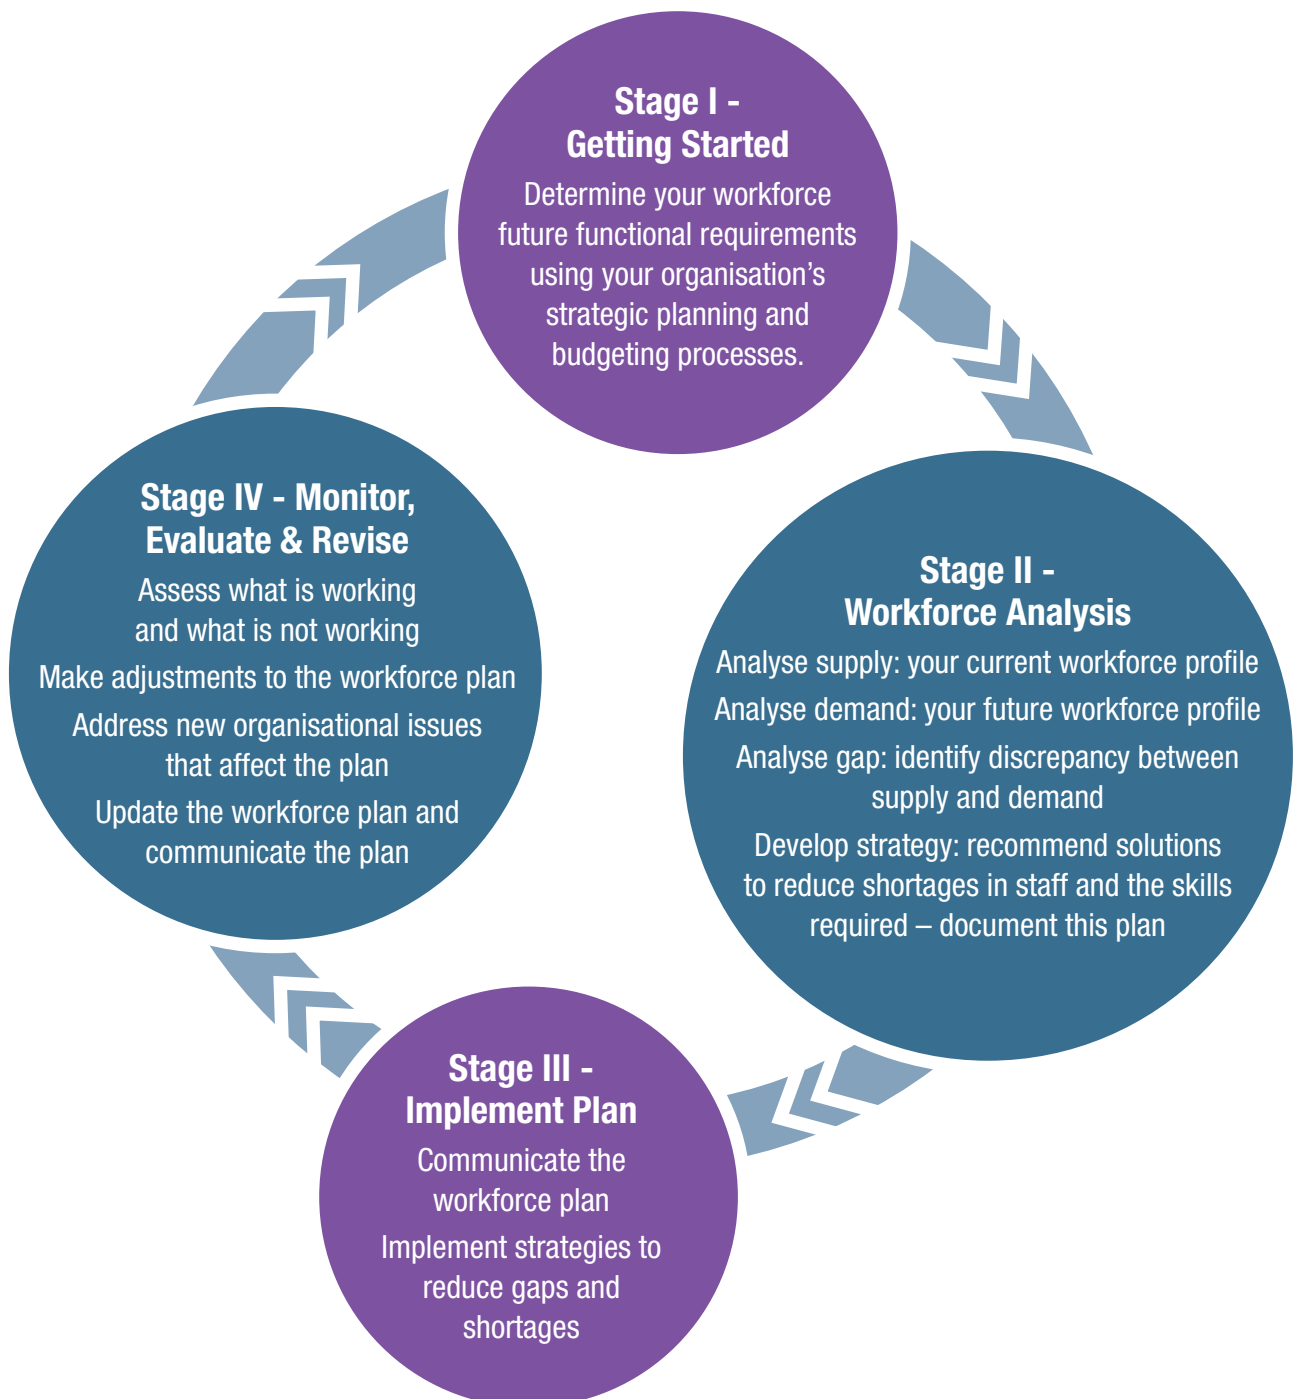 Stage I -
Getting Started
Determine your workforce
future functional requirements
using your organisation’s
strategic planning and
budgeting processes.
Stage II -
Workforce Analysis
Analyse supply: your current workforce profile
Analyse demand: your future workforce profile
Analyse gap: identify discrepancy between
supply and demand
Develop strategy: recommend solutions
to reduce shortages in staff and the skills
required – document this plan
Stage III -
Implement Plan
Communicate the
workforce plan
Implement strategies to
reduce gaps and
shortages
Stage IV - Monitor,
Evaluate & Revise
Assess what is working
and what is not working
Make adjustments to the workforce plan
Address new organisational issues
that affect the plan
Update the workforce plan and
communicate the plan